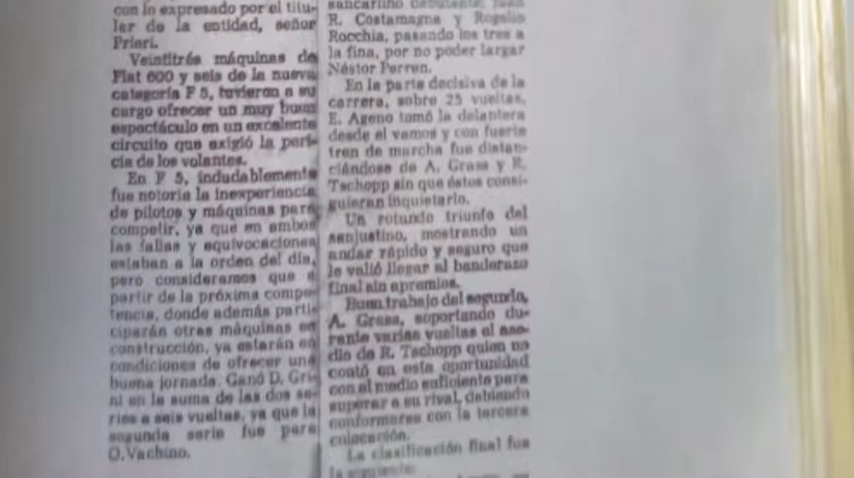 con lo expresado por el titu-
lar de la entidad, señor
Prieri.
Veintitrés máquinas de
Fiat 600 y seis de la nueva
categoría F 5, tuvieron a su
cargo ofrecer un muy buen
espectáculo en un excelente
circuito que exigió la peri-
cia de los volantes.
En F 5, indudablemente
fue notoria la inexperiencia
de pilotos y máquinas para
competir, ya que en ambos
las fallas y equivocaciones
estaban a la orden del día,
pero consideramos que a
partir de la próxima compe-
tencia, donde además parti-
ciparán otras máquinas en
construcción, ya estarán en
condiciones de ofrecer una
buena jornada. Ganó D. Gri-
ni en la suma de las dos se-
ries a seis vueltas, ya que la
segunda serie fue para
O. Vachino.
sancarlino debutante; Juan
R. Costamagna y Rogelio
Rocchia, pasando los tres a
la fina, por no poder largar
Néstor Perren.
En la parte decisiva de la
carrera, sobre 25 vueltas,
E. Ageno tomó la delantera
desde el vamos y con fuerte
tren de marcha fue distan-
ciándose de A. Grass y R.
Tschopp sin que éstos consi-
guieran inquietarlo.
Un rotundo triunfo del
sanjustino, mostrando un
andar rápido y seguro que
le valió llegar al banderazo
final sin apremios.
Buen trabajo del segundo,
A. Grass, soportando du-
rante varias vueltas el ase-
dio de R. Tschopp quien no
contó en esta oportunidad
con el medio suficiente para
superar a su rival, debiendo
conformarse con la tercera
colocación.
La clasificación final fue
la siguiente: